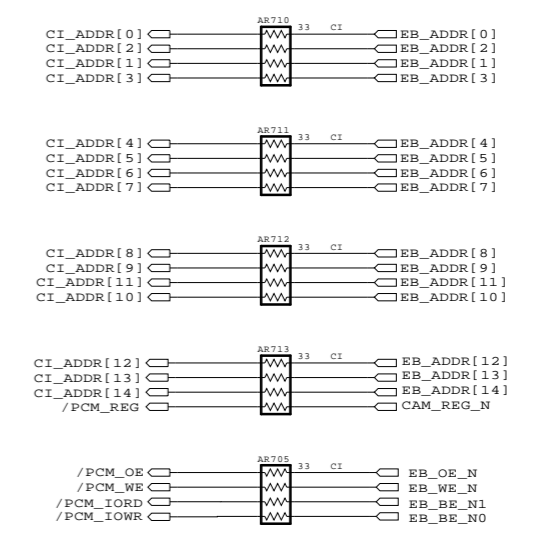 AR710
CI_ADDR[0] 33 CI EB_ADDR[0]
CI_ADDR[2] EB_ADDR[2]
CI_ADDR[1] EB_ADDR[1]
CI_ADDR[3] EB_ADDR[3]
AR711
CI_ADDR[4] 33 CI EB_ADDR[4]
CI_ADDR[5] EB_ADDR[5]
CI_ADDR[6] EB_ADDR[6]
CI_ADDR[7] EB_ADDR[7]
AR712
CI_ADDR[8] 33 CI EB_ADDR[8]
CI_ADDR[9] EB_ADDR[9]
CI_ADDR[11] EB_ADDR[11]
CI_ADDR[10] EB_ADDR[10]
AR713
CI_ADDR[12] 33 CI EB_ADDR[12]
CI_ADDR[13] EB_ADDR[13]
CI_ADDR[14] EB_ADDR[14]
/PCM_REG CAM_REG_N
AR705
/PCM_OE 33 CI EB_OE_N
/PCM_WE EB_WE_N
/PCM_IORD EB_BE_N1
/PCM_IOWR EB_BE_N0